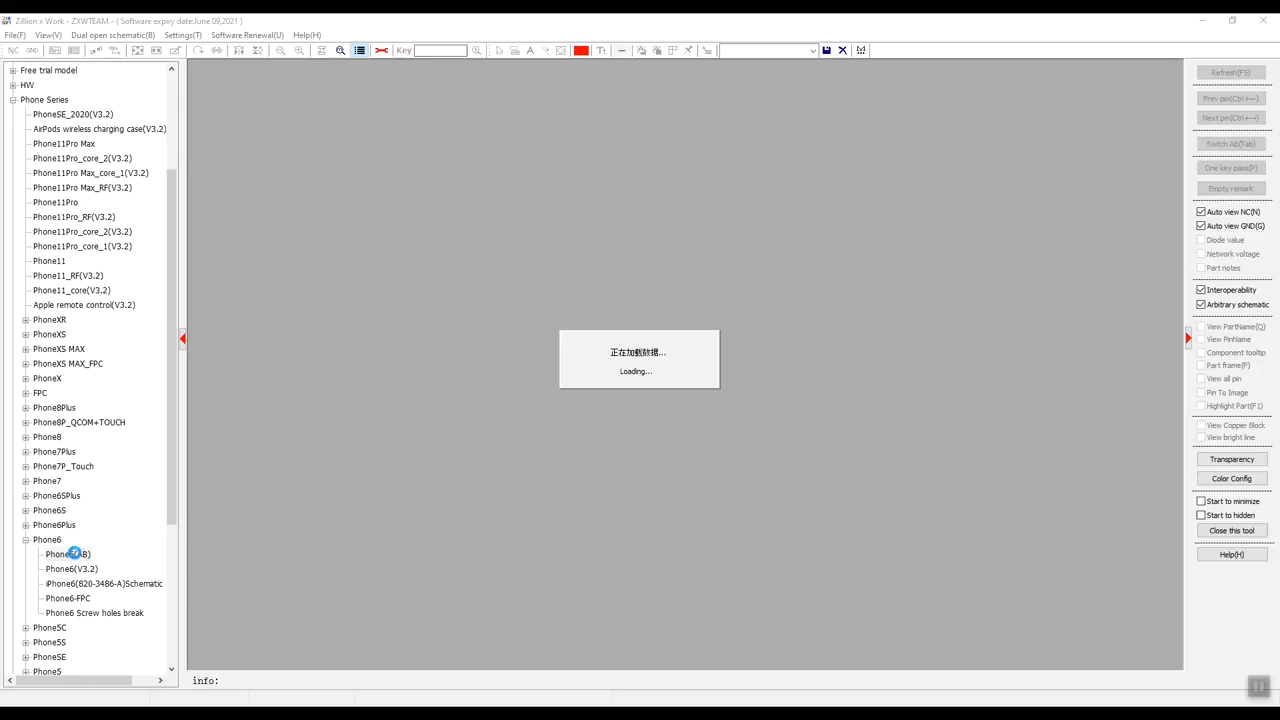 Zillion x Work - ZXWTEAM - ( Software expiry date:June 09,2021 )
File(F) View(V) Dual open schematic(B) Settings(T) Software Renewal(U) Help(H)
NC GND Key
Free trial model
HW
Phone Series
PhoneSE_2020(V3.2)
AirPods wireless charging case(V3.2)
Phone11Pro Max
Phone11Pro_core_2(V3.2)
Phone11Pro Max_core_1(V3.2)
Phone11Pro Max_RF(V3.2)
Phone11Pro
Phone11Pro_RF(V3.2)
Phone11Pro_core_2(V3.2)
Phone11Pro_core_1(V3.2)
Phone11
Phone11_RF(V3.2)
Phone11_core(V3.2)
Apple remote control(V3.2)
PhoneXR
PhoneXS
PhoneXS MAX
PhoneXS MAX_FPC
PhoneX
FPC
Phone8Plus
Phone8P_QCOM+TOUCH
Phone8
Phone7Plus
Phone7P_Touch
Phone7
Phone6SPlus
Phone6S
Phone6Plus
Phone6
Phone6(V3.2)
iPhone6(820-3486-A)Schematic
Phone6-FPC
Phone6 Screw holes break
Phone5C
Phone5S
PhoneSE
Phone5
正在加载数据...
Loading...
info:
Refresh(F5)
Prev pin(Ctrl+←)
Next pin(Ctrl+→)
Switch AB(Tab)
One key pass(P)
Empty remark
Auto view NC(N)
Auto view GND(G)
Diode value
Network voltage
Part notes
Interoperability
Arbitrary schematic
View PartName(Q)
View PinName
Component tooltip
Part frame(F)
View all pin
Pin To Image
Highlight Part(F1)
View Copper Block
View bright line
Transparency
Color Config
Start to minimize
Start to hidden
Close this tool
Help(H)